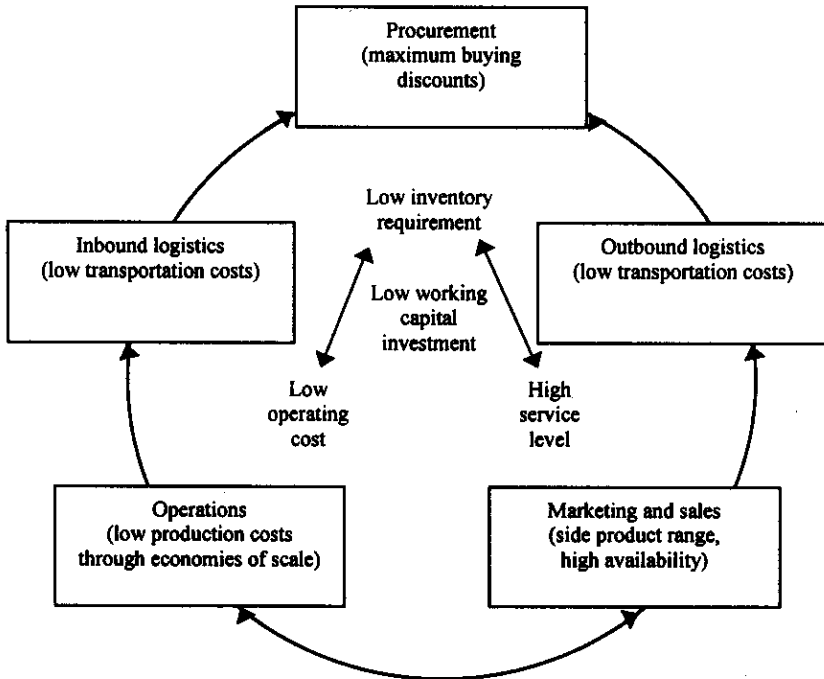 Procurement
(maximum buying
discounts)
Low inventory
requirement
Inbound logistics
(low transportation costs)
Outbound logistics
(low transportation costs)
Low working
capital
investment
Low
operating
cost
High
service
level
Operations
(low production costs
through economies of scale)
Marketing and sales
(side product range,
high availability)